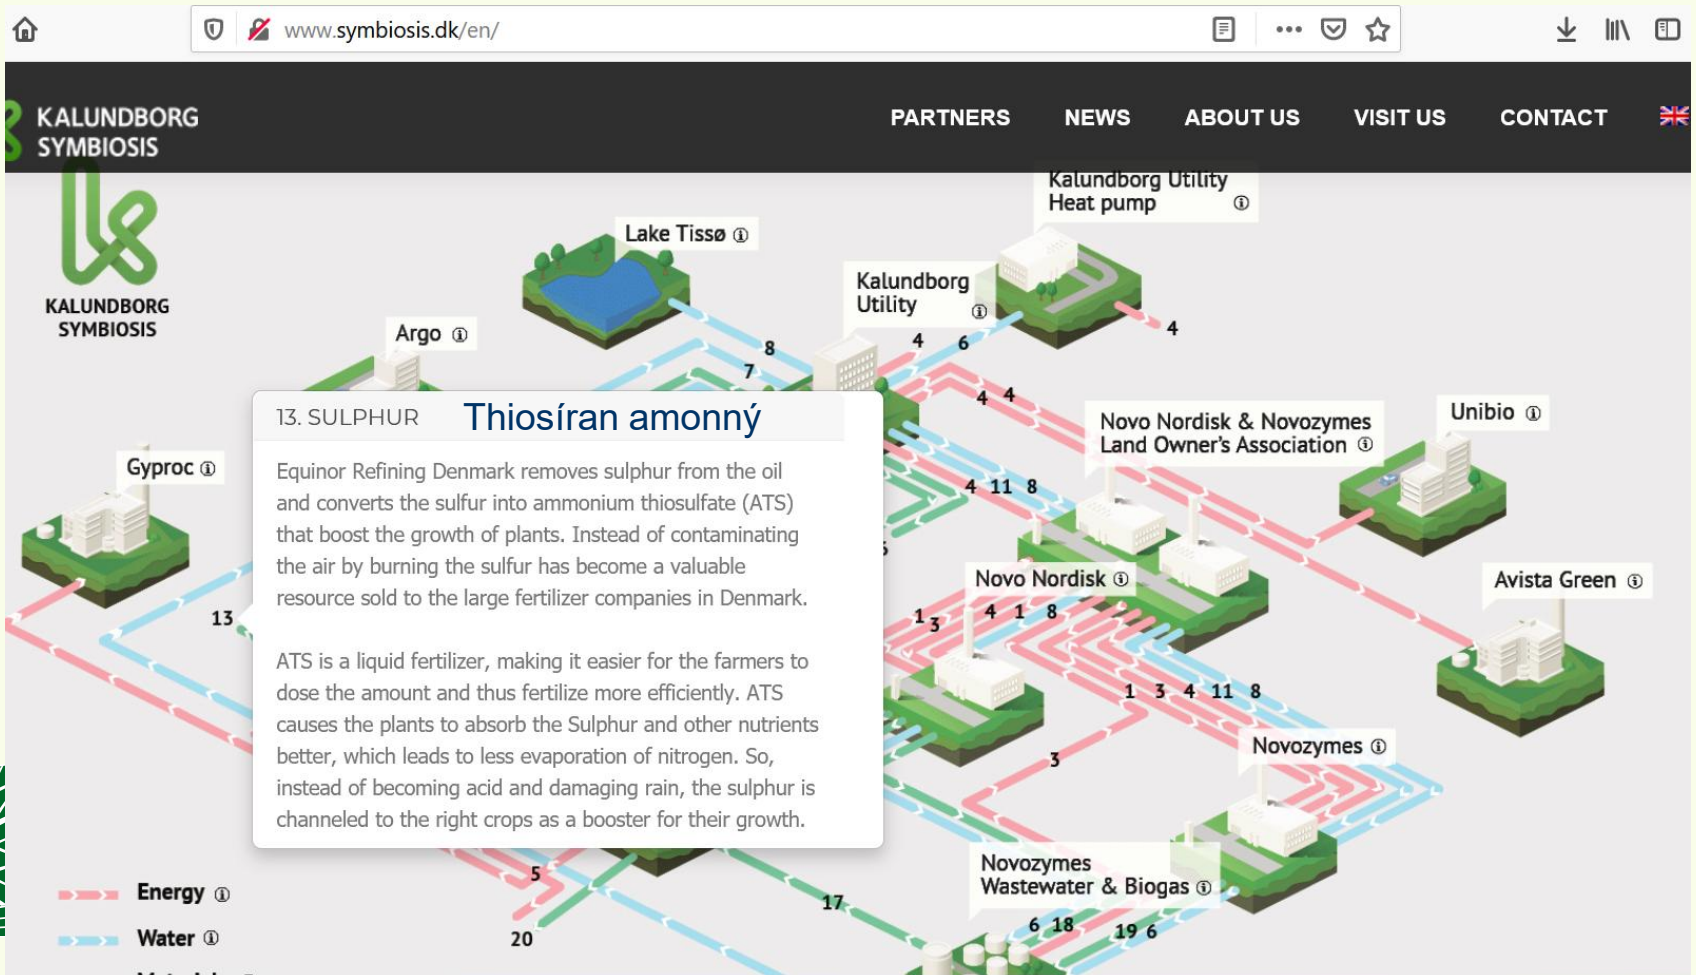 www.symbiosis.dk/en/
KALUNDBORG
SYMBIOSIS
PARTNERS
NEWS
ABOUT US
VISIT US
CONTACT
KALUNDBORG
SYMBIOSIS
Kalundborg Utility
Heat pump
Lake Tissø
Kalundborg
Utility
Argo
4
8
4
6
7
4
4
13. SULPHUR
Thiosíran amonný
Novo Nordisk & Novozymes
Land Owner's Association
Unibio
Gyproc
Equinor Refining Denmark removes sulphur from the oil
and converts the sulfur into ammonium thiosulfate (ATS)
that boost the growth of plants. Instead of contaminating
the air by burning the sulfur has become a valuable
resource sold to the large fertilizer companies in Denmark.
4 11 8
Novo Nordisk
Avista Green
13
1 3
4 1 8
ATS is a liquid fertilizer, making it easier for the farmers to
dose the amount and thus fertilize more efficiently. ATS
causes the plants to absorb the Sulphur and other nutrients
better, which leads to less evaporation of nitrogen. So,
instead of becoming acid and damaging rain, the sulphur is
channeled to the right crops as a booster for their growth.
1 3 4 11 8
3
Novozymes
Novozymes
Wastewater & Biogas
5
Energy
17
6 18
19 6
Water
20